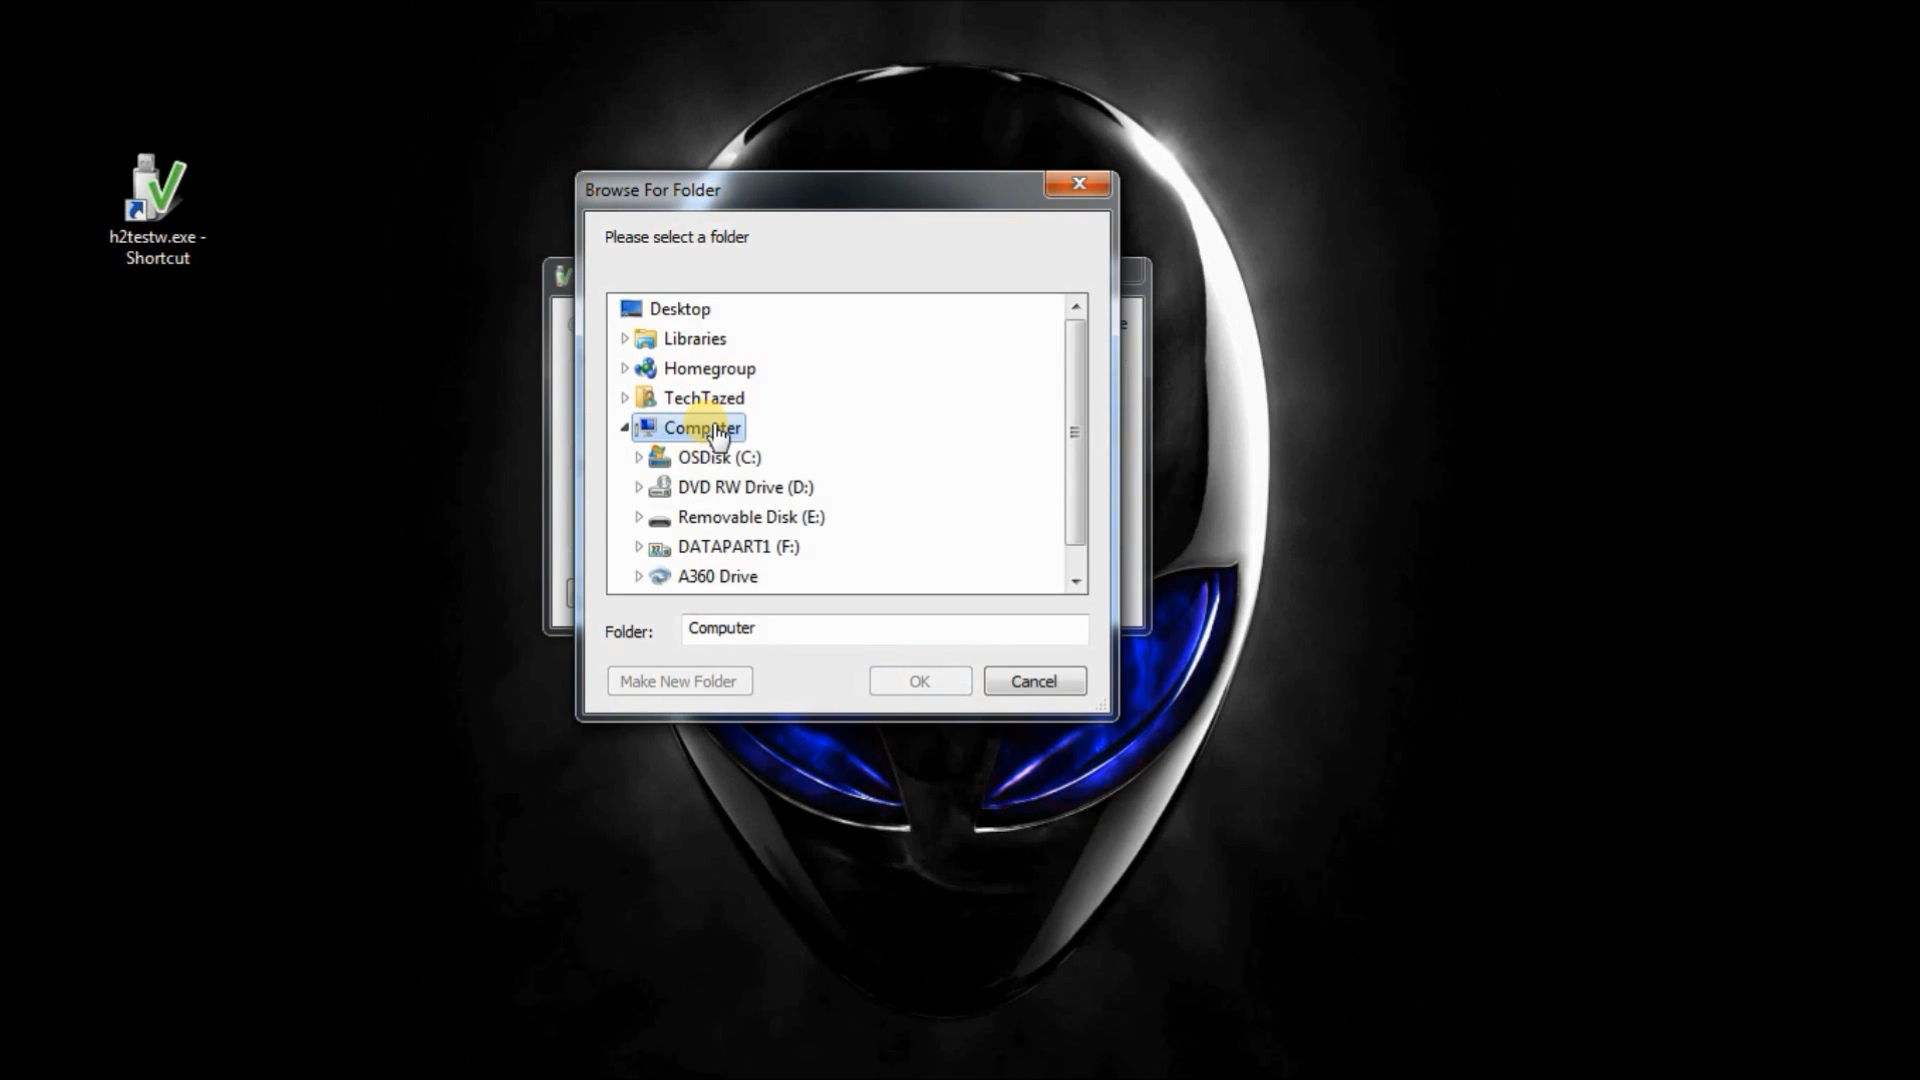 h2testw.exe -
Shortcut
Browse For Folder
Please select a folder
Desktop
Libraries
Homegroup
TechTazed
Computer
OSDisk (C:)
DVD RW Drive (D:)
Removable Disk (E:)
DATAPART1 (F:)
A360 Drive
Folder: Computer
Make New Folder OK Cancel